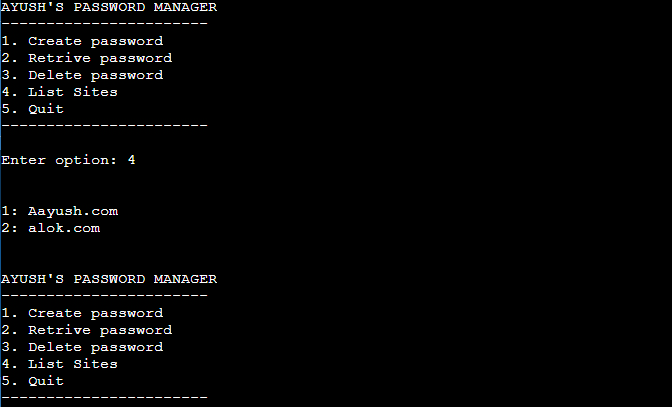 AYUSH'S PASSWORD MANAGER
-----------------------
1. Create password
2. Retrive password
3. Delete password
4. List Sites
5. Quit
-----------------------
Enter option: 4
1: Aayush.com
2: alok.com
AYUSH'S PASSWORD MANAGER
-----------------------
1. Create password
2. Retrive password
3. Delete password
4. List Sites
5. Quit
-----------------------